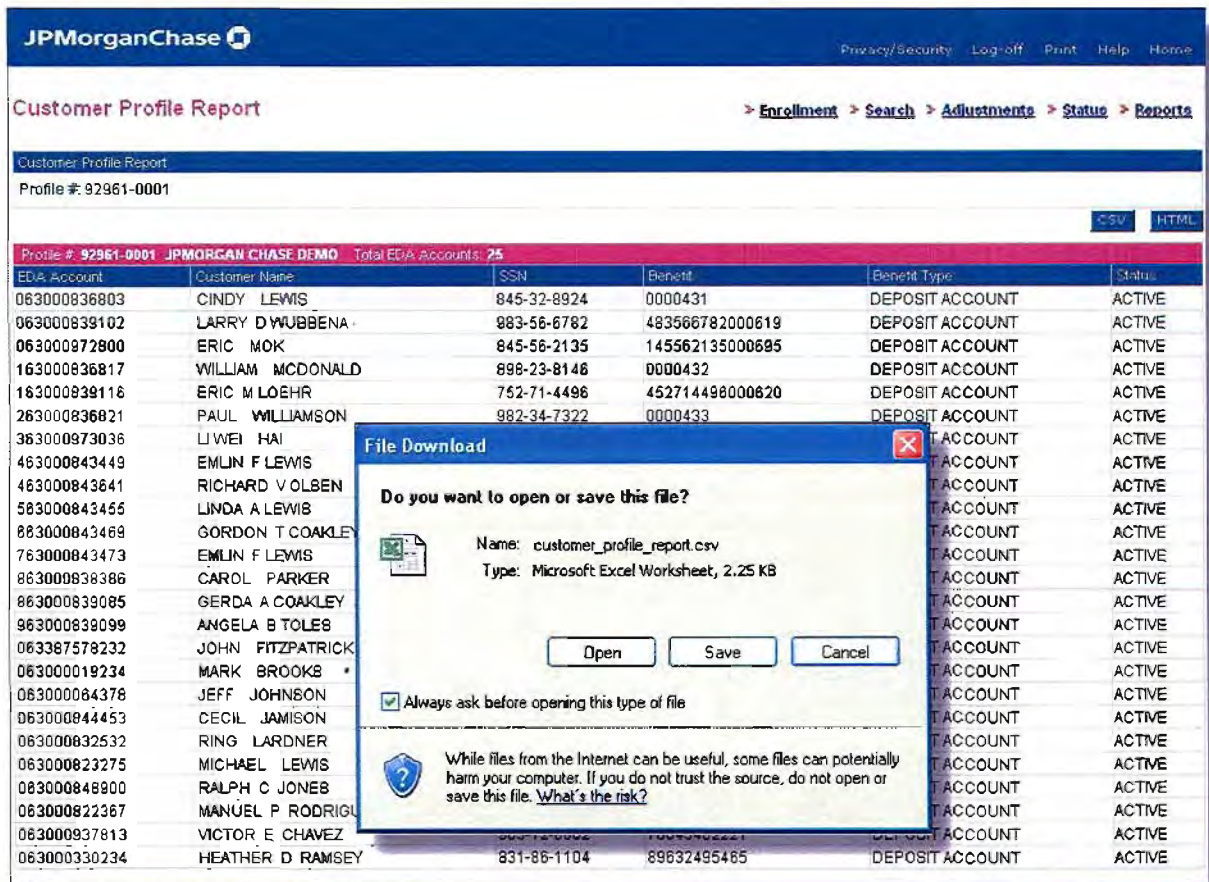 JPMorganChase
Privacy/Security Log-off Print Help Home
Customer Profile Report
> Enrollment > Search > Adjustments > Status > Reports
Customer Profile Report
Profile #: 92961-0001
CSV HTML
Profile #: 92961-0001 JPMORGAN CHASE DEMO Total EDA Accounts: 25
EDA Account Customer Name SSN Benefit Benefit Type Status
063000836803 CINDY LEWIS 845-32-8924 0000431 DEPOSIT ACCOUNT ACTIVE
063000839102 LARRY D WUBBENA 983-56-6782 483566782000619 DEPOSIT ACCOUNT ACTIVE
063000972800 ERIC MOK 845-56-2135 145562135000695 DEPOSIT ACCOUNT ACTIVE
163000836817 WILLIAM MCDONALD 898-23-8146 0000432 DEPOSIT ACCOUNT ACTIVE
163000839116 ERIC M LOEHR 752-71-4496 452714496000620 DEPOSIT ACCOUNT ACTIVE
263000836821 PAUL WILLIAMSON 982-34-7322 0000433 DEPOSIT ACCOUNT ACTIVE
363000973036 LI WEI HAI T ACCOUNT ACTIVE
463000843449 EMLIN F LEWIS T ACCOUNT ACTIVE
463000843641 RICHARD V OLSEN T ACCOUNT ACTIVE
563000843455 LINDA A LEWIS T ACCOUNT ACTIVE
663000843469 GORDON T COAKLEY T ACCOUNT ACTIVE
763000843473 EMLIN F LEWIS T ACCOUNT ACTIVE
863000838386 CAROL PARKER T ACCOUNT ACTIVE
863000839085 GERDA A COAKLEY T ACCOUNT ACTIVE
963000839099 ANGELA B TOLES T ACCOUNT ACTIVE
063387578232 JOHN FITZPATRICK T ACCOUNT ACTIVE
063000019234 MARK BROOKS T ACCOUNT ACTIVE
063000064378 JEFF JOHNSON T ACCOUNT ACTIVE
063000844453 CECIL JAMISON T ACCOUNT ACTIVE
063000832532 RING LARDNER T ACCOUNT ACTIVE
063000823275 MICHAEL LEWIS T ACCOUNT ACTIVE
063000848900 RALPH C JONES T ACCOUNT ACTIVE
063000822367 MANUEL P RODRIGU T ACCOUNT ACTIVE
063000937813 VICTOR E CHAVEZ DEPOSIT ACCOUNT ACTIVE
063000330234 HEATHER D RAMSEY 831-86-1104 89632495465 DEPOSIT ACCOUNT ACTIVE
File Download
Do you want to open or save this file?
Name: customer_profile_report.csv
Type: Microsoft Excel Worksheet, 2.25 KB
Open Save Cancel
Always ask before opening this type of file
While files from the Internet can be useful, some files can potentially
harm your computer. If you do not trust the source, do not open or
save this file. What's the risk?